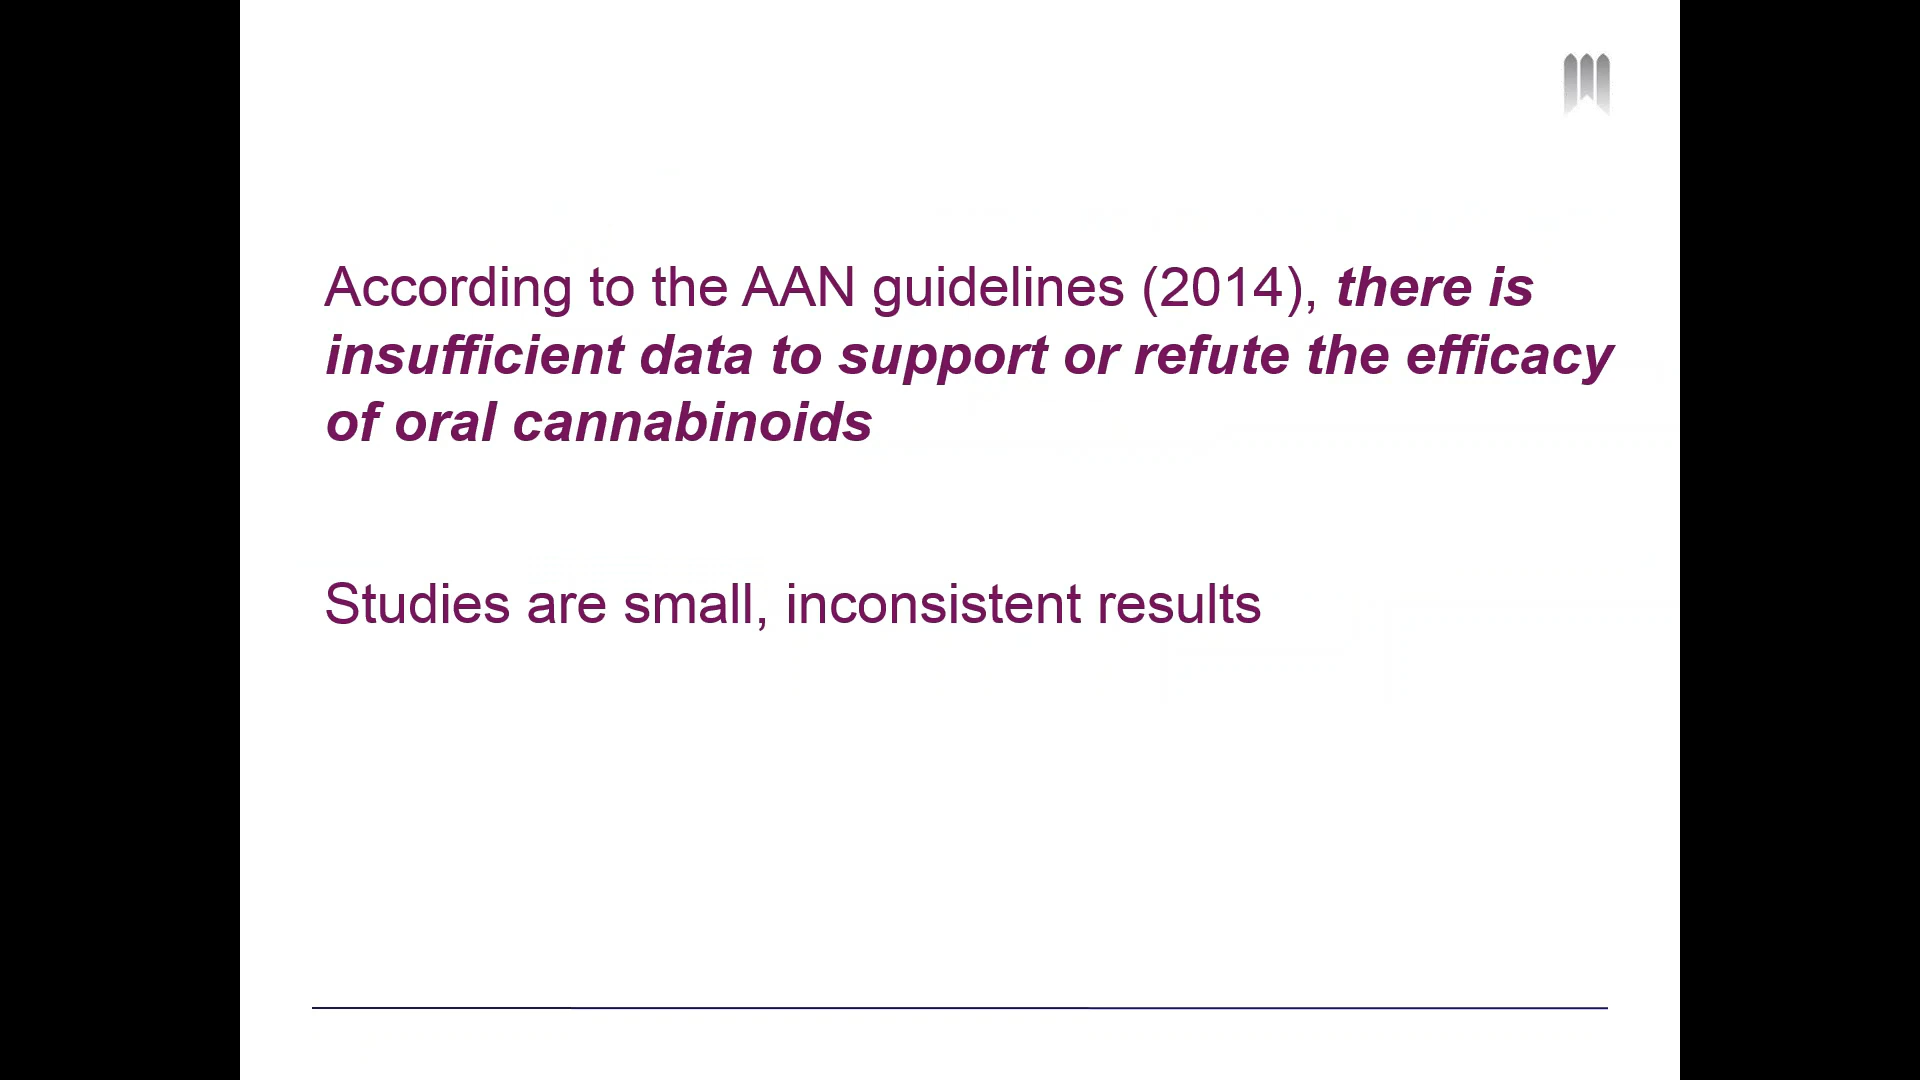 According to the AAN guidelines (2014), there is
insufficient data to support or refute the efficacy
of oral cannabinoids
Studies are small, inconsistent results